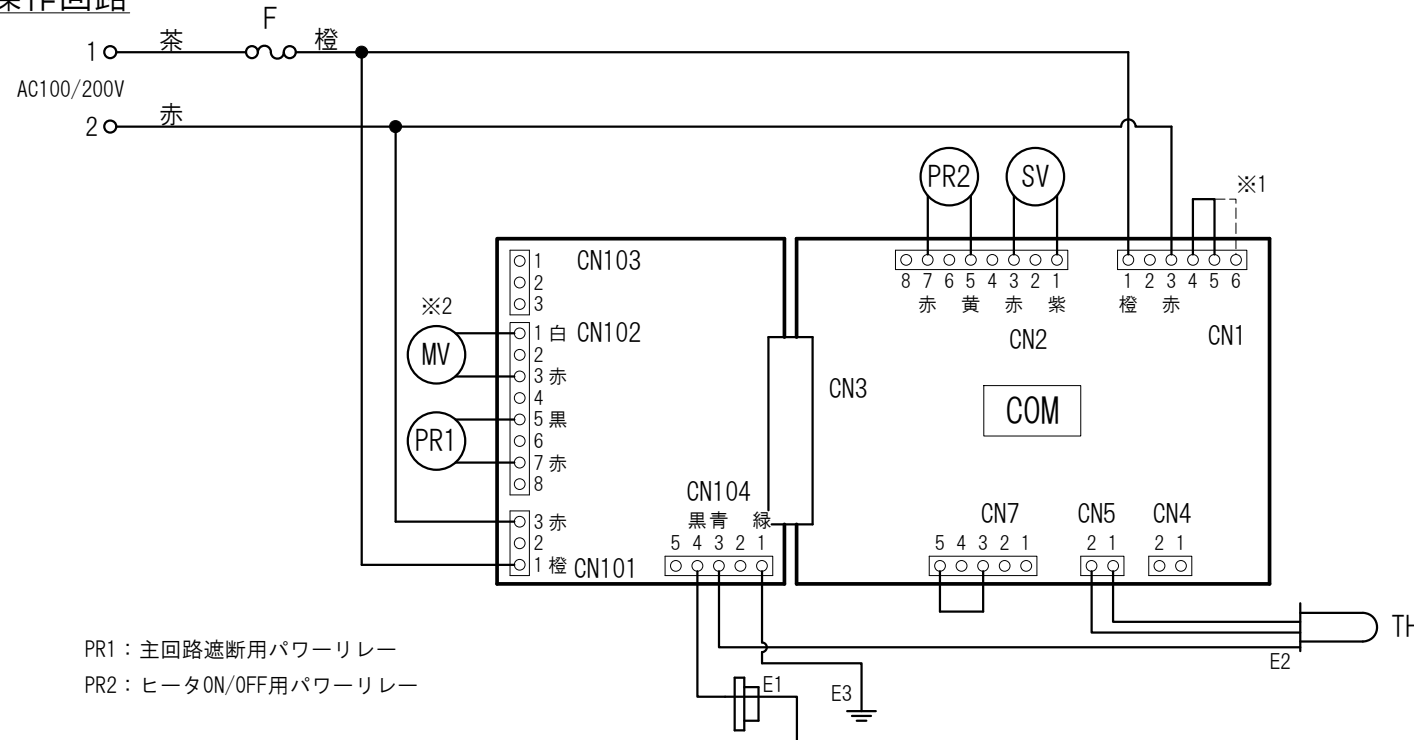 操作回路
F
1 茶 橙
AC100/200V
2 赤
PR2 SV ※1
CN103
1
2
3
8 7 6 5 4 3 2 1
赤 黄 赤 紫
1 2 3 4 5 6
橙 赤
CN2
CN1
※2
MV
PR1
CN102
1 白
2
3 赤
4
5 黒
6
7 赤
8
CN3
COM
CN104
黒 青 緑
5 4 3 2 1
3 赤
2
1 橙
CN101
CN7
5 4 3 2 1
CN5
2 1
CN4
2 1
TH
E2
PR1：主回路遮断用パワーリレー
PR2：ヒータON/OFF用パワーリレー
E1
E3